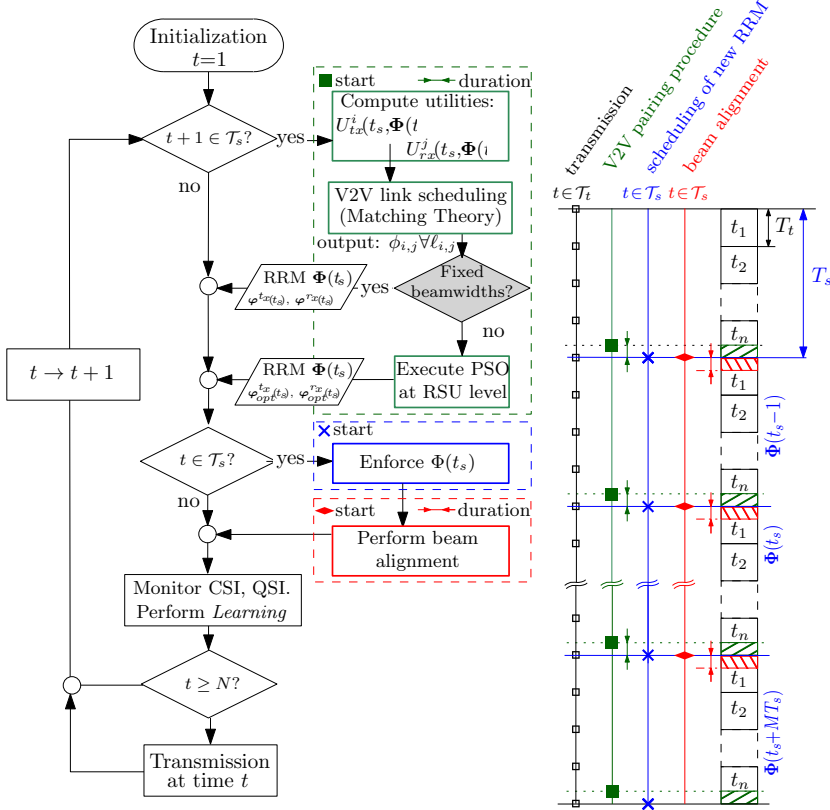 Initialization
t=1
t + 1 ∈ 𝒯s?
yes
no
start
duration
Compute utilities:
U^i_tx(ts,Φ(t
U^j_rx(ts,Φ(
V2V link scheduling
(Matching Theory)
output: ϕi,j∀ℓi,j
Fixed
beamwidths?
yes
no
RRM Φ(ts)
φ^tx(ts), φ^rx(ts)
Execute PSO
at RSU level
RRM Φ(ts)
φ^tx_opt(ts), φ^rx_opt(ts)
t → t + 1
t ∈ 𝒯s?
yes
no
start
Enforce Φ(ts)
start
duration
Perform beam
alignment
Monitor CSI, QSI.
Perform Learning
t ≥ N?
Transmission
at time t
transmission
V2V pairing procedure
scheduling of new RRM
beam alignment
t∈𝒯t
t∈𝒯s
t∈𝒯s
t1
Tt
t2
Ts
tn
t1
t2
Φ(ts−1)
tn
t1
t2
Φ(ts)
tn
t1
t2
Φ(ts+MTs)
tn